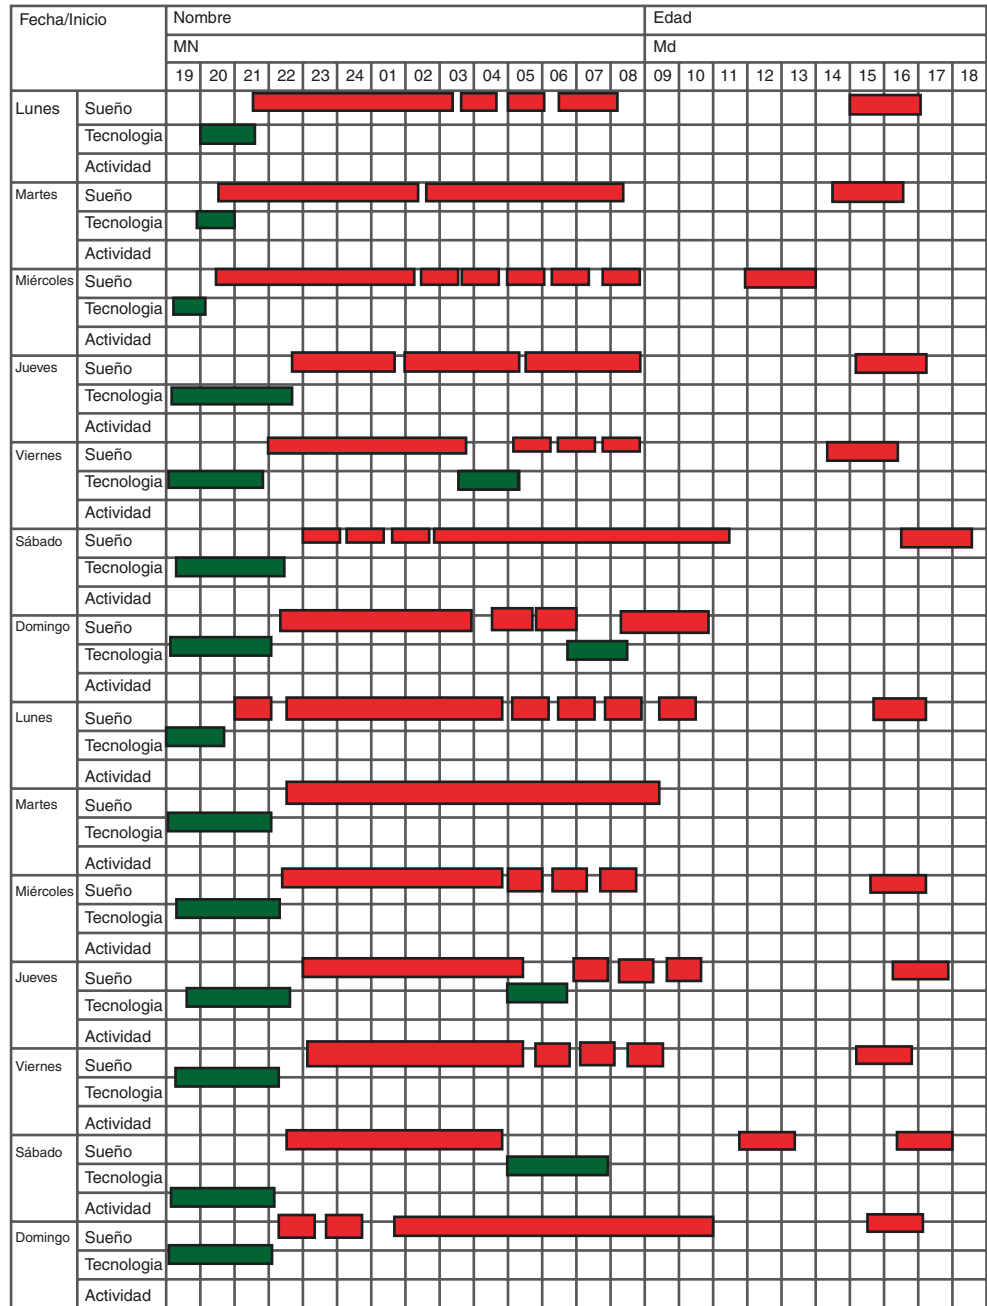 Fecha/Inicio Nombre Edad
MN Md
19 20 21 22 23 24 01 02 03 04 05 06 07 08 09 10 11 12 13 14 15 16 17 18
Lunes Sueño
Tecnologia
Actividad
Martes Sueño
Tecnologia
Actividad
Miércoles Sueño
Tecnologia
Actividad
Jueves Sueño
Tecnologia
Actividad
Viernes Sueño
Tecnologia
Actividad
Sábado Sueño
Tecnologia
Actividad
Domingo Sueño
Tecnologia
Actividad
Lunes Sueño
Tecnologia
Actividad
Martes Sueño
Tecnologia
Actividad
Miércoles Sueño
Tecnologia
Actividad
Jueves Sueño
Tecnologia
Actividad
Viernes Sueño
Tecnologia
Actividad
Sábado Sueño
Tecnologia
Actividad
Domingo Sueño
Tecnologia
Actividad